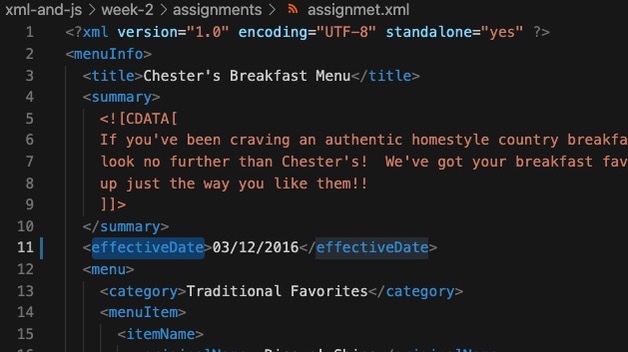 xml-and-js > week-2 > assignments > assignmet.xml
1 <?xml version="1.0" encoding="UTF-8" standalone="yes" ?>
2 <menuInfo>
3 <title>Chester's Breakfast Menu</title>
4 <summary>
5 <![CDATA[
6 If you've been craving an authentic homestyle country breakfa
7 look no further than Chester's!  We've got your breakfast fav
8 up just the way you like them!!
9 ]]>
10 </summary>
11 <effectiveDate>03/12/2016</effectiveDate>
12 <menu>
13 <category>Traditional Favorites</category>
14 <menuItem>
15 <itemName>